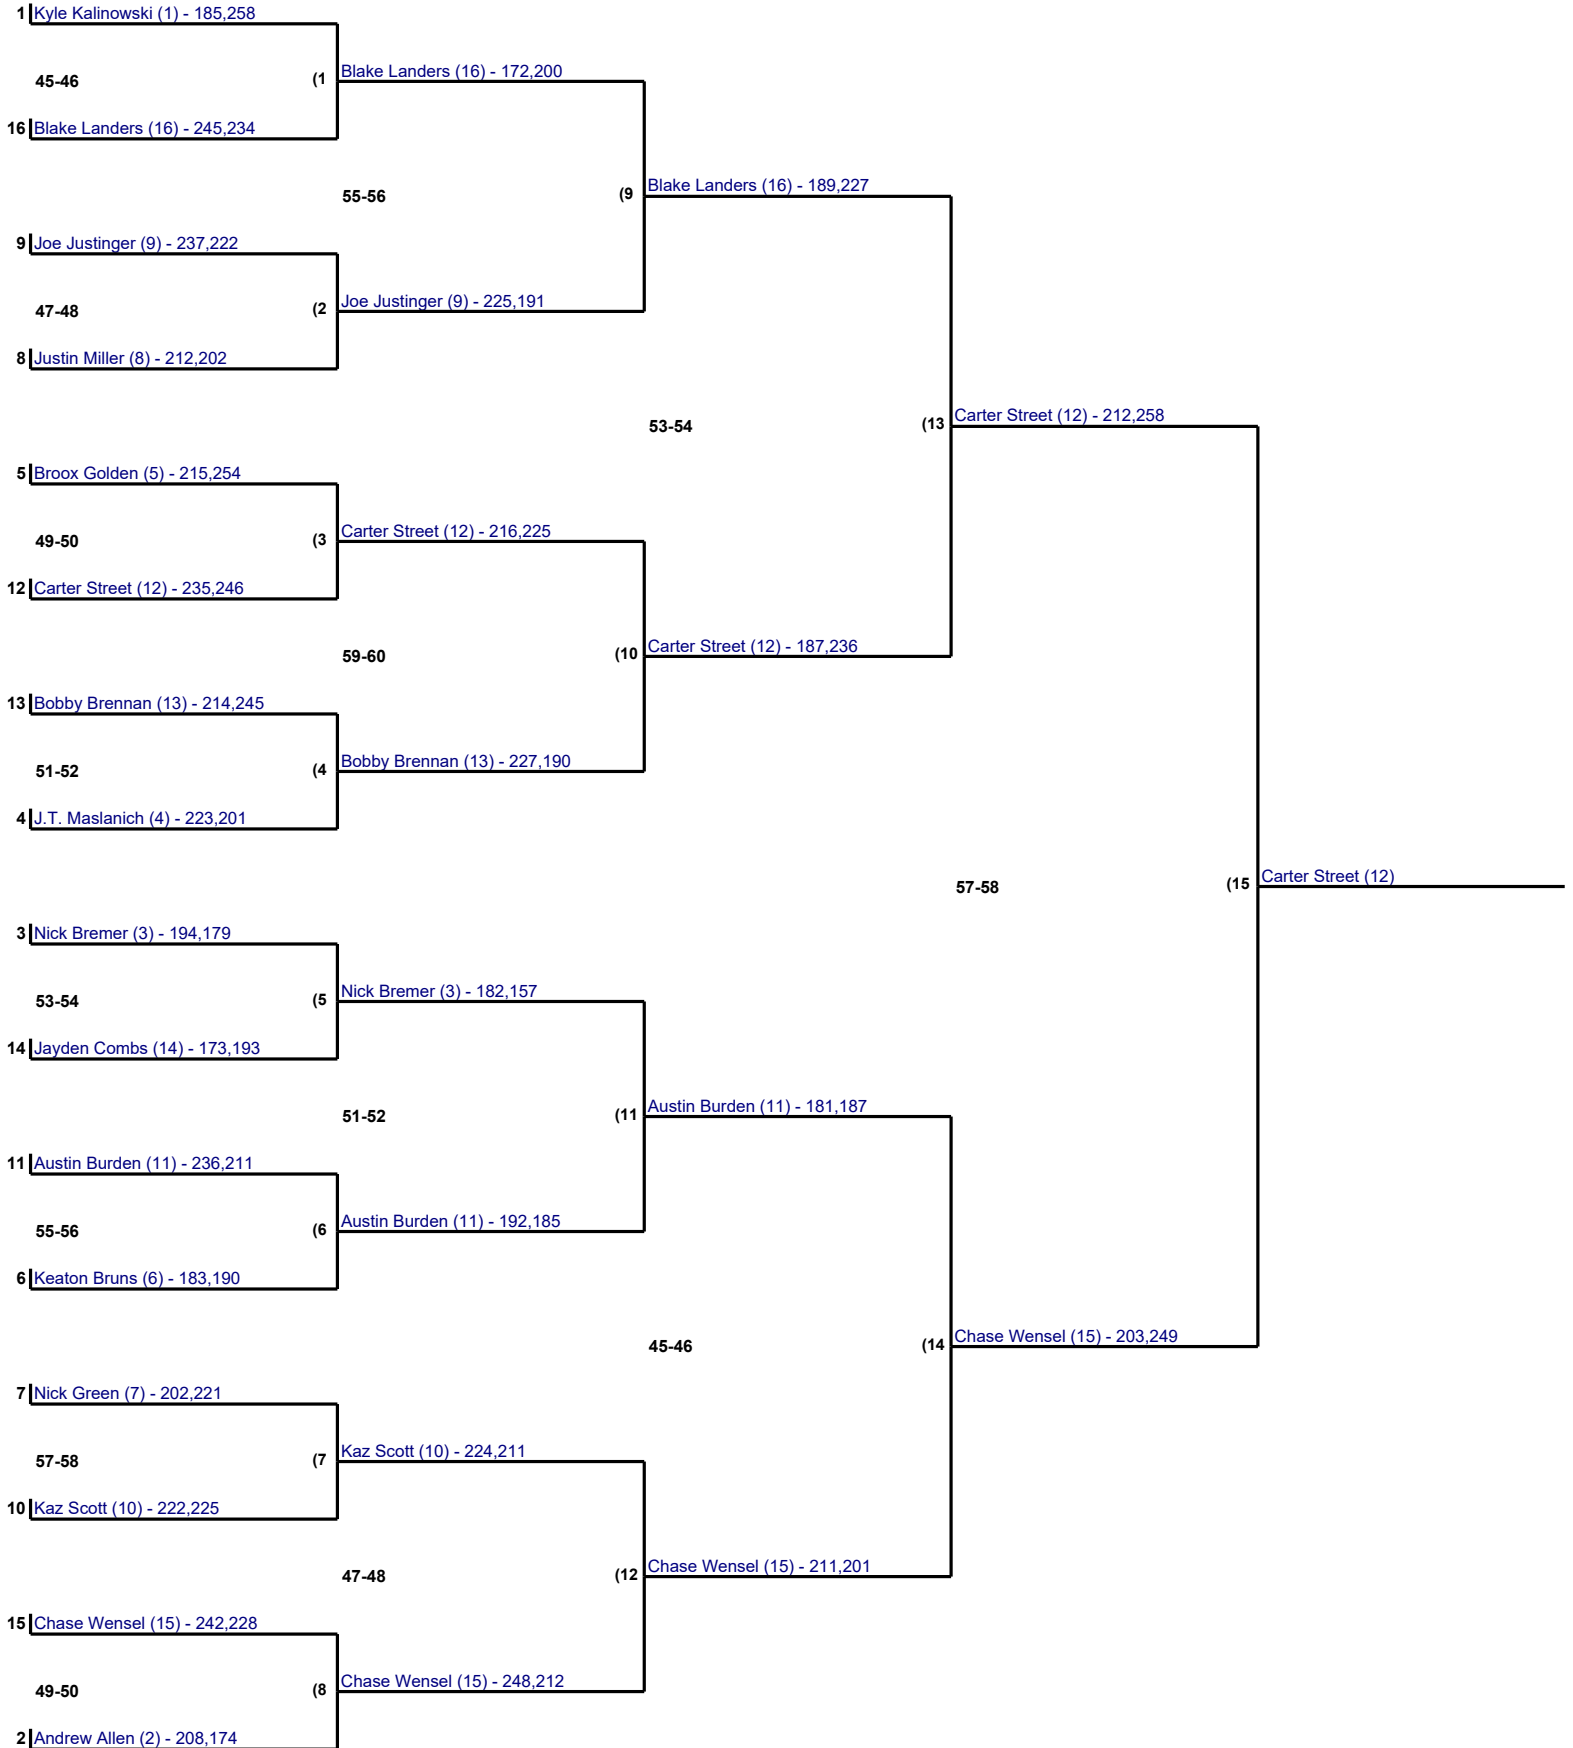 1 Kyle Kalinowski (1) - 185,258
45-46 (1 Blake Landers (16) - 172,200
16 Blake Landers (16) - 245,234
55-56 (9 Blake Landers (16) - 189,227
9 Joe Justinger (9) - 237,222
47-48 (2 Joe Justinger (9) - 225,191
8 Justin Miller (8) - 212,202
53-54 (13 Carter Street (12) - 212,258
5 Broox Golden (5) - 215,254
49-50 (3 Carter Street (12) - 216,225
12 Carter Street (12) - 235,246
59-60 (10 Carter Street (12) - 187,236
13 Bobby Brennan (13) - 214,245
51-52 (4 Bobby Brennan (13) - 227,190
4 J.T. Maslanich (4) - 223,201
57-58 (15 Carter Street (12)
3 Nick Bremer (3) - 194,179
53-54 (5 Nick Bremer (3) - 182,157
14 Jayden Combs (14) - 173,193
51-52 (11 Austin Burden (11) - 181,187
11 Austin Burden (11) - 236,211
55-56 (6 Austin Burden (11) - 192,185
6 Keaton Bruns (6) - 183,190
45-46 (14 Chase Wensel (15) - 203,249
7 Nick Green (7) - 202,221
57-58 (7 Kaz Scott (10) - 224,211
10 Kaz Scott (10) - 222,225
47-48 (12 Chase Wensel (15) - 211,201
15 Chase Wensel (15) - 242,228
49-50 (8 Chase Wensel (15) - 248,212
2 Andrew Allen (2) - 208,174